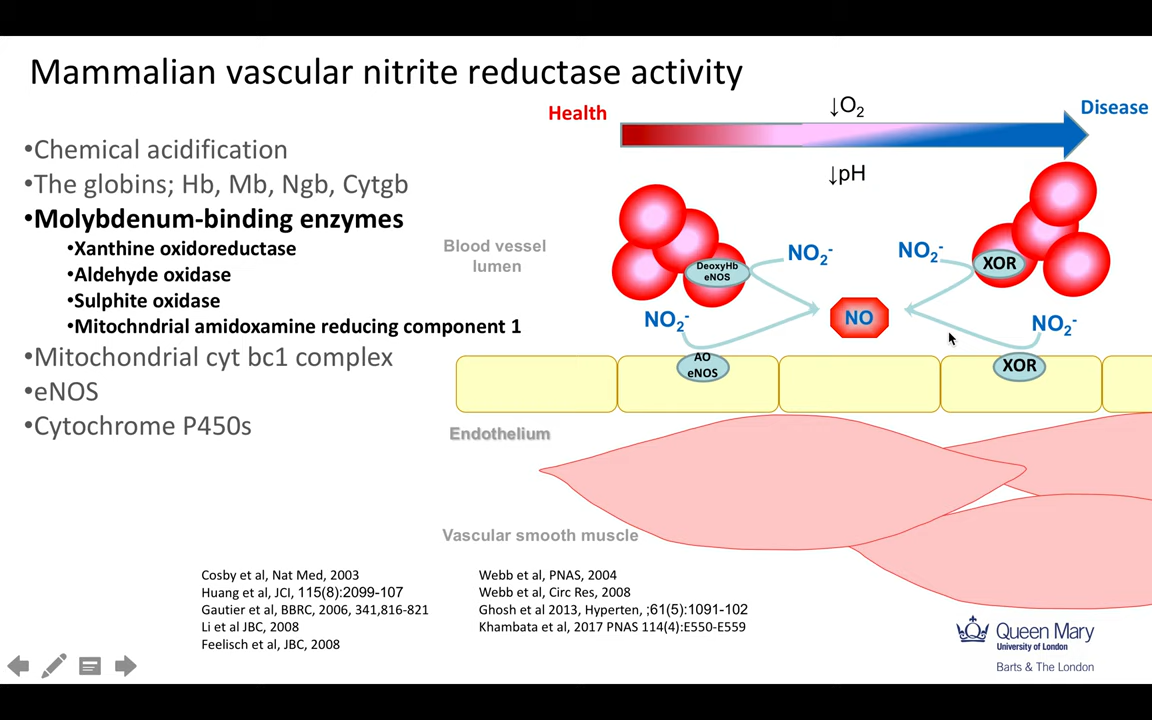 Mammalian vascular nitrite reductase activity
•Chemical acidification
•The globins; Hb, Mb, Ngb, Cytgb
•Molybdenum-binding enzymes
•Xanthine oxidoreductase
•Aldehyde oxidase
•Sulphite oxidase
•Mitochndrial amidoxamine reducing component 1
•Mitochondrial cyt bc1 complex
•eNOS
•Cytochrome P450s
Health
↓O₂
Disease
↓pH
Blood vessel
lumen
DeoxyHb
eNOS
NO₂⁻
NO₂⁻
XOR
NO₂⁻
NO
NO₂⁻
AO
eNOS
XOR
Endothelium
Vascular smooth muscle
Cosby et al, Nat Med, 2003
Huang et al, JCI, 115(8):2099-107
Gautier et al, BBRC, 2006, 341,816-821
Li et al JBC, 2008
Feelisch et al, JBC, 2008
Webb et al, PNAS, 2004
Webb et al, Circ Res, 2008
Ghosh et al 2013, Hyperten, ;61(5):1091-102
Khambata et al, 2017 PNAS 114(4):E550-E559
Queen Mary
University of London
Barts & The London